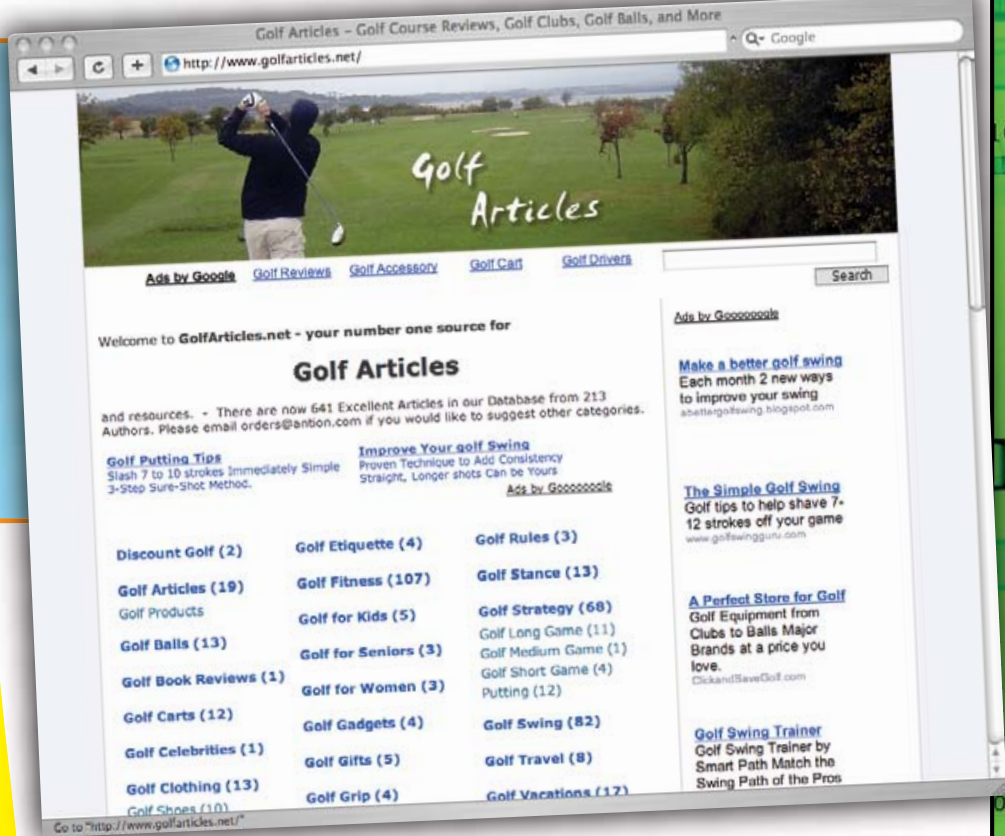 Golf Articles – Golf Course Reviews, Golf Clubs, Golf Balls, and More
http://www.golfarticles.net/
Google
Golf
Articles
Ads by Google Golf Reviews Golf Accessory Golf Cart Golf Drivers
Search
Welcome to GolfArticles.net - your number one source for
Golf Articles
and resources. - There are now 641 Excellent Articles in our Database from 213
Authors. Please email orders@antion.com if you would like to suggest other categories.
Golf Putting Tips
Slash 7 to 10 strokes Immediately Simple
3-Step Sure-Shot Method.
Improve Your golf Swing
Proven Technique to Add Consistency
Straight, Longer shots Can be Yours
Ads by Goooooogle
Discount Golf (2)
Golf Articles (19)
Golf Products
Golf Balls (13)
Golf Book Reviews (1)
Golf Carts (12)
Golf Celebrities (1)
Golf Clothing (13)
Golf Shoes (10)
Golf Etiquette (4)
Golf Fitness (107)
Golf for Kids (5)
Golf for Seniors (3)
Golf for Women (3)
Golf Gadgets (4)
Golf Gifts (5)
Golf Grip (4)
Golf Rules (3)
Golf Stance (13)
Golf Strategy (68)
Golf Long Game (11)
Golf Medium Game (1)
Golf Short Game (4)
Putting (12)
Golf Swing (82)
Golf Travel (8)
Golf Vacations (17)
Ads by Goooooogle
Make a better golf swing
Each month 2 new ways
to improve your swing
abettergolfswing.blogspot.com
The Simple Golf Swing
Golf tips to help shave 7-
12 strokes off your game
www.golfswingguru.com
A Perfect Store for Golf
Golf Equipment from
Clubs to Balls Major
Brands at a price you
love.
ClickandSaveGolf.com
Golf Swing Trainer
Golf Swing Trainer by
Smart Path Match the
Swing Path of the Pros
Go to "http://www.golfarticles.net/"